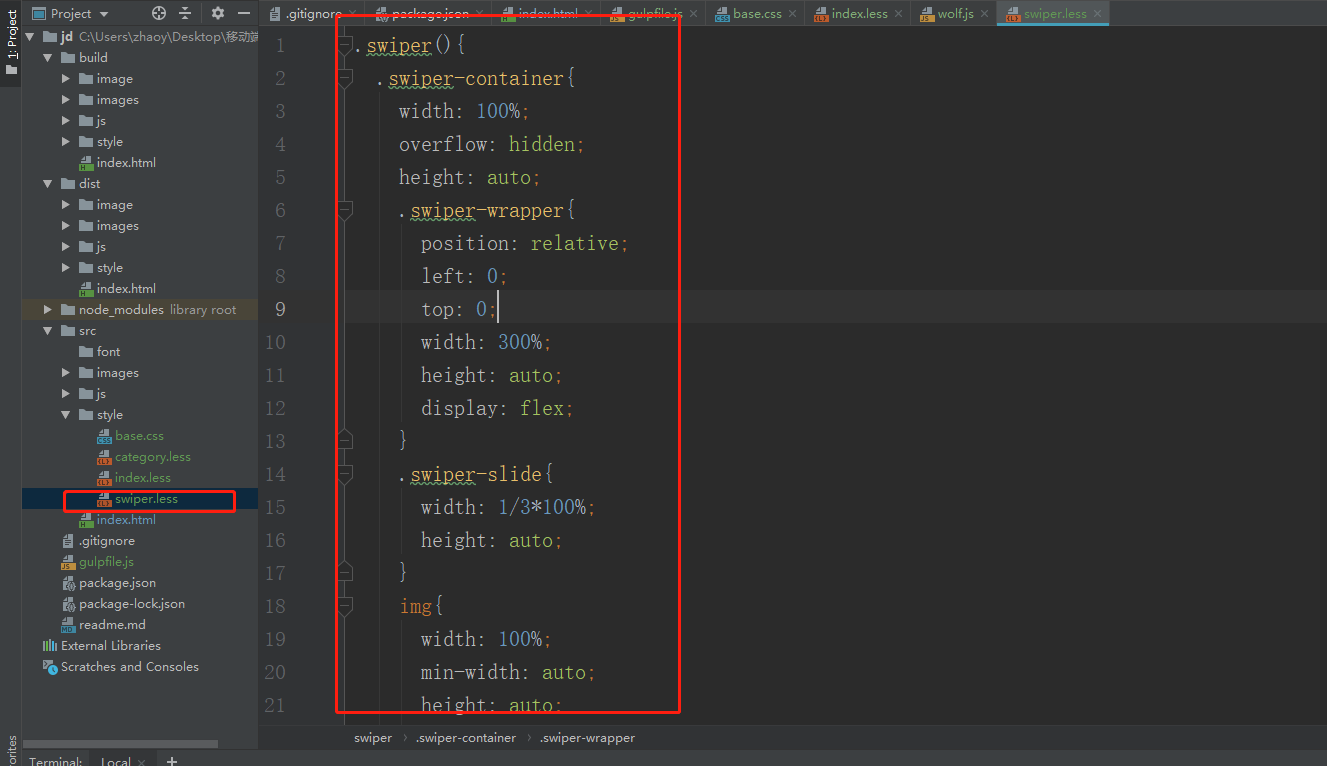 Project
.gitignore
package.json
index.html
gulpfile.js
base.css
index.less
wolf.js
swiper.less
1: Project
jd C:\Users\zhaoy\Desktop\移动端
build
image
images
js
style
index.html
dist
image
images
js
style
index.html
node_modules library root
src
font
images
js
style
base.css
category.less
index.less
swiper.less
index.html
.gitignore
gulpfile.js
package.json
package-lock.json
readme.md
External Libraries
Scratches and Consoles
1 .swiper(){
2 .swiper-container{
3 width: 100%;
4 overflow: hidden;
5 height: auto;
6 .swiper-wrapper{
7 position: relative;
8 left: 0;
9 top: 0;
10 width: 300%;
11 height: auto;
12 display: flex;
13 }
14 .swiper-slide{
15 width: 1/3*100%;
16 height: auto;
17 }
18 img{
19 width: 100%;
20 min-width: auto;
21 height: auto;
swiper › .swiper-container › .swiper-wrapper
orites
Terminal: Local × +